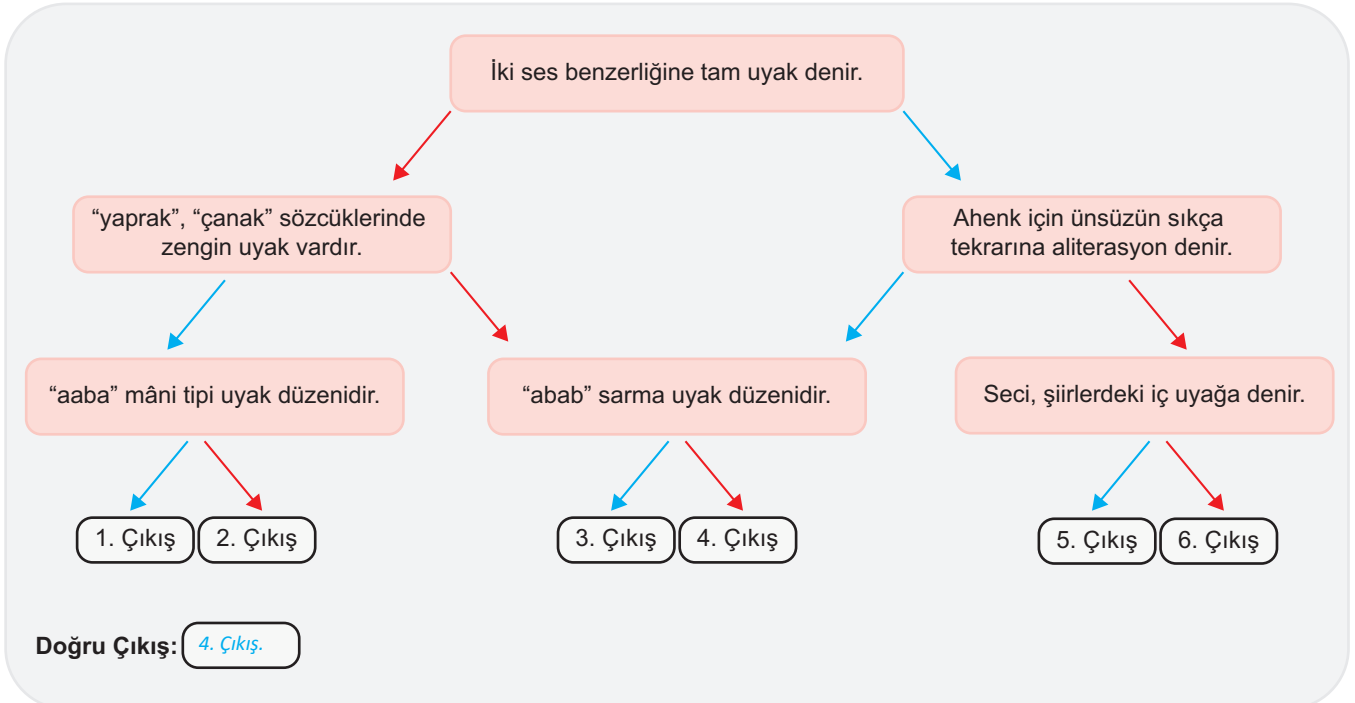 İki ses benzerliğine tam uyak denir.
“yaprak”, “çanak” sözcüklerinde
zengin uyak vardır.
Ahenk için ünsüzün sıkça
tekrarına aliterasyon denir.
“aaba” mâni tipi uyak düzenidir.
“abab” sarma uyak düzenidir.
Seci, şiirlerdeki iç uyağa denir.
1. Çıkış
2. Çıkış
3. Çıkış
4. Çıkış
5. Çıkış
6. Çıkış
Doğru Çıkış: 4. Çıkış.